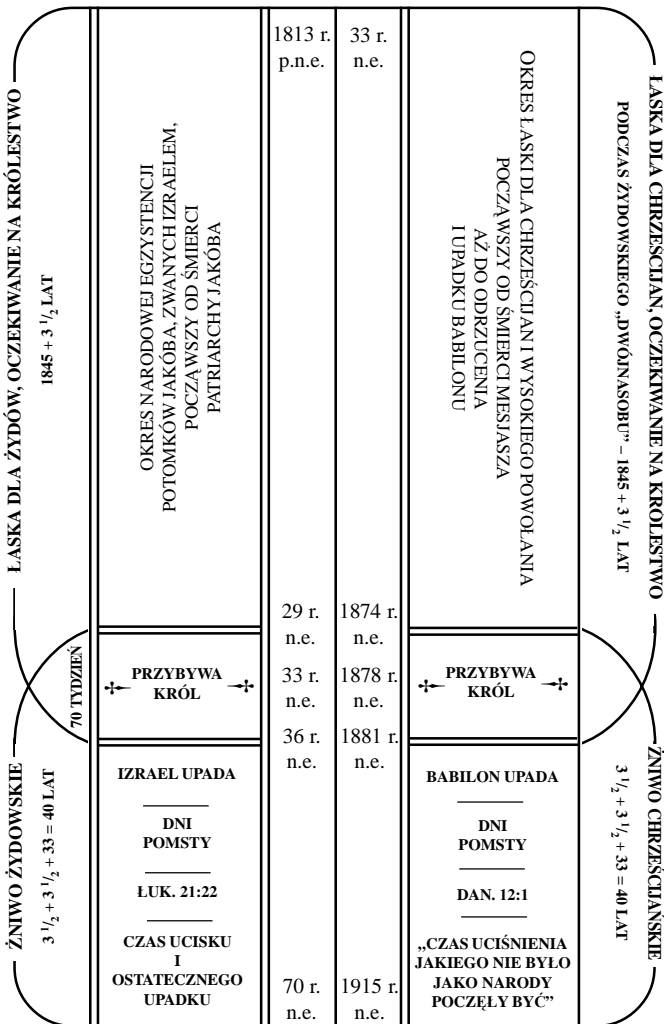 ŁASKA DLA ŻYDÓW, OCZEKIWANIE NA KRÓLESTWO
1845 + 3 1/2 LAT
OKRES NARODOWEJ EGZYSTENCJI
POTOMKÓW JAKÓBA, ZWANYCH IZRAELEM,
POCZĄWSZY OD ŚMIERCI
PATRIARCHY JAKÓBA
1813 r.
p.n.e.
33 r.
n.e.
OKRES ŁASKI DLA CHRZEŚCIJAN I WYSOKIEGO POWOŁANIA
POCZĄWSZY OD ŚMIERCI MESJASZA
AŻ DO ODRZUCENIA
I UPADKU BABILONU
ŁASKA DLA CHRZEŚCIJAN, OCZEKIWANIE NA KRÓLESTWO
PODCZAS ŻYDOWSKIEGO „DWÓJNASOBU” – 1845 + 3 1/2 LAT
70 TYDZIEŃ
PRZYBYWA
KRÓL
29 r.
n.e.
1874 r.
n.e.
33 r.
n.e.
1878 r.
n.e.
36 r.
n.e.
1881 r.
n.e.
PRZYBYWA
KRÓL
ŻNIWO ŻYDOWSKIE
3 1/2 + 3 1/2 + 33 = 40 LAT
IZRAEL UPADA
DNI
POMSTY
ŁUK. 21:22
CZAS UCISKU
I
OSTATECZNEGO
UPADKU
70 r.
n.e.
1915 r.
n.e.
BABILON UPADA
DNI
POMSTY
DAN. 12:1
„CZAS UCIŚNIENIA
JAKIEGO NIE BYŁO
JAKO NARODY
POCZĘŁY BYĆ”
ŻNIWO CHRZEŚCIJAŃSKIE
3 1/2 + 3 1/2 + 33 = 40 LAT